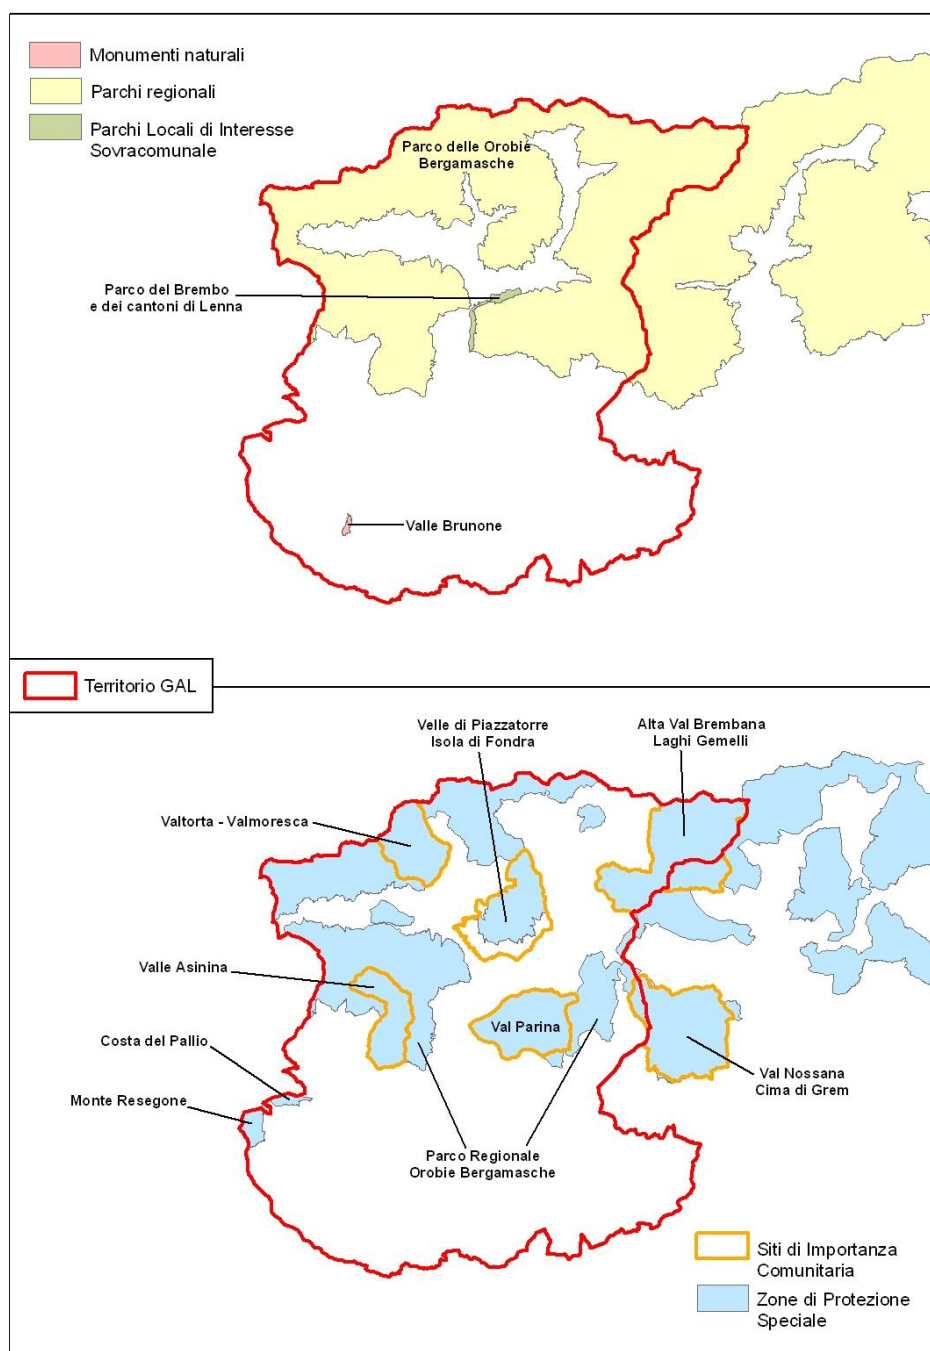 Monumenti naturali
Parchi regionali
Parchi Locali di Interesse
Sovracomunale
Parco delle Orobie
Bergamasche
Parco del Brembo
e dei cantoni di Lenna
Valle Brunone
Territorio GAL
Velle di Piazzatorre
Isola di Fondra
Alta Val Brembana
Laghi Gemelli
Valtorta - Valmoresca
Valle Asinina
Val Parina
Costa del Pallio
Monte Resegone
Val Nossana
Cima di Grem
Parco Regionale
Orobie Bergamasche
Siti di Importanza
Comunitaria
Zone di Protezione
Speciale